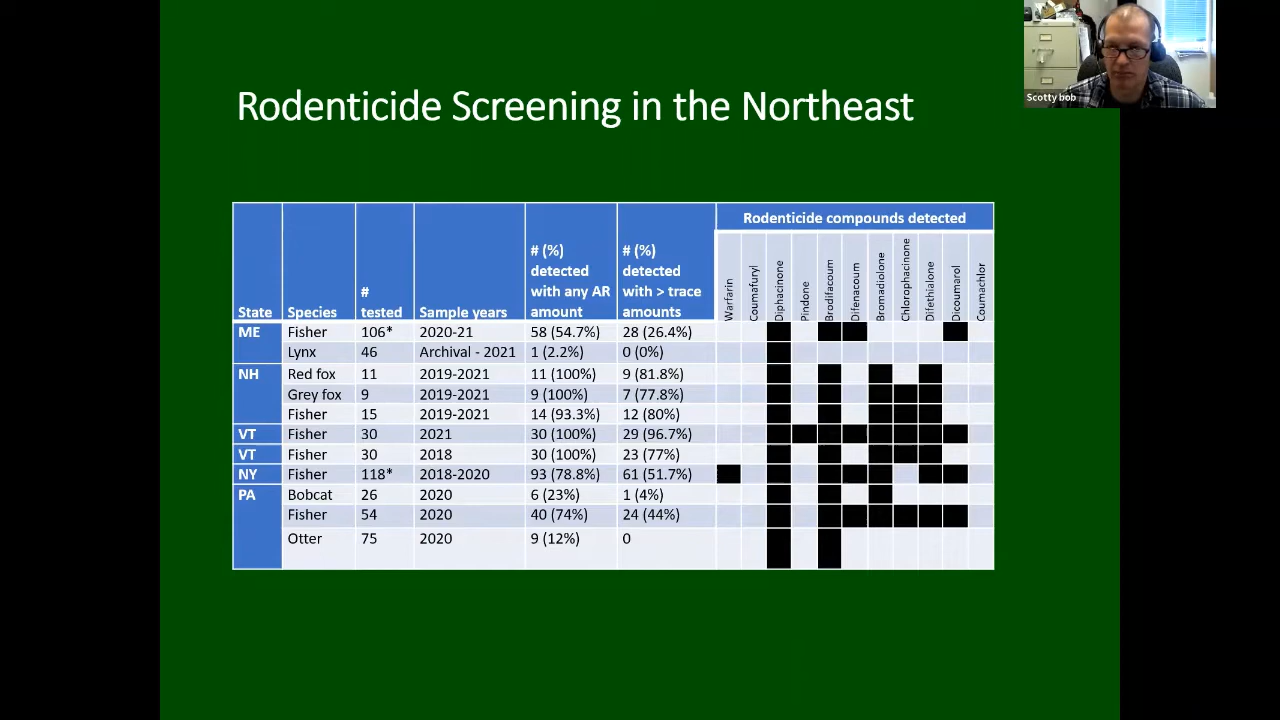 Scotty bob
Rodenticide Screening in the Northeast
State Species # tested Sample years # (%) detected with any AR amount # (%) detected with > trace amounts Rodenticide compounds detected
Warfarin Coumafuryl Diphacinone Pindone Brodifacoum Difenacoum Bromadiolone Chlorophacinone Difethialone Dicoumarol Coumachlor
ME Fisher 106* 2020-21 58 (54.7%) 28 (26.4%)
Lynx 46 Archival - 2021 1 (2.2%) 0 (0%)
NH Red fox 11 2019-2021 11 (100%) 9 (81.8%)
Grey fox 9 2019-2021 9 (100%) 7 (77.8%)
Fisher 15 2019-2021 14 (93.3%) 12 (80%)
VT Fisher 30 2021 30 (100%) 29 (96.7%)
VT Fisher 30 2018 30 (100%) 23 (77%)
NY Fisher 118* 2018-2020 93 (78.8%) 61 (51.7%)
PA Bobcat 26 2020 6 (23%) 1 (4%)
Fisher 54 2020 40 (74%) 24 (44%)
Otter 75 2020 9 (12%) 0